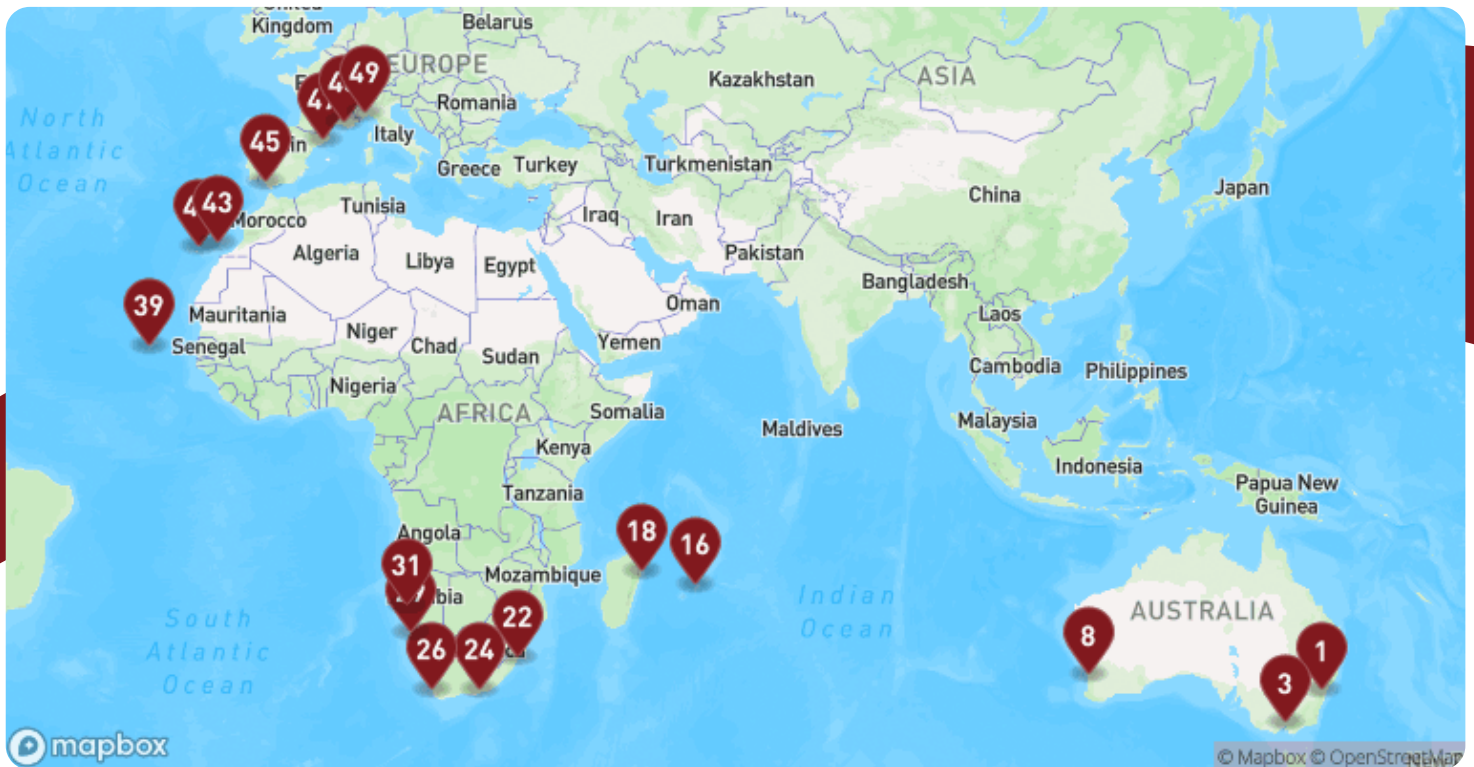 Kingdom
Belarus
49
EUROPE
Kazakhstan
ASIA
Romania
45
Italy
Greece
Turkey
Turkmenistan
North
Atlantic
Ocean
China
Japan
43
Morocco
Tunisia
Iraq
Iran
Algeria
Libya
Egypt
Pakistan
Bangladesh
39
Mauritania
Oman
Laos
Niger
Chad
Yemen
Senegal
Sudan
Cambodia
Philippines
Nigeria
AFRICA
Somalia
Maldives
Malaysia
Kenya
Indonesia
Tanzania
Papua New
Guinea
Angola
18
16
31
Mozambique
Indian
Ocean
AUSTRALIA
22
South
Atlantic
Ocean
26
24
8
1
3
mapbox
© Mapbox © OpenStreetMap